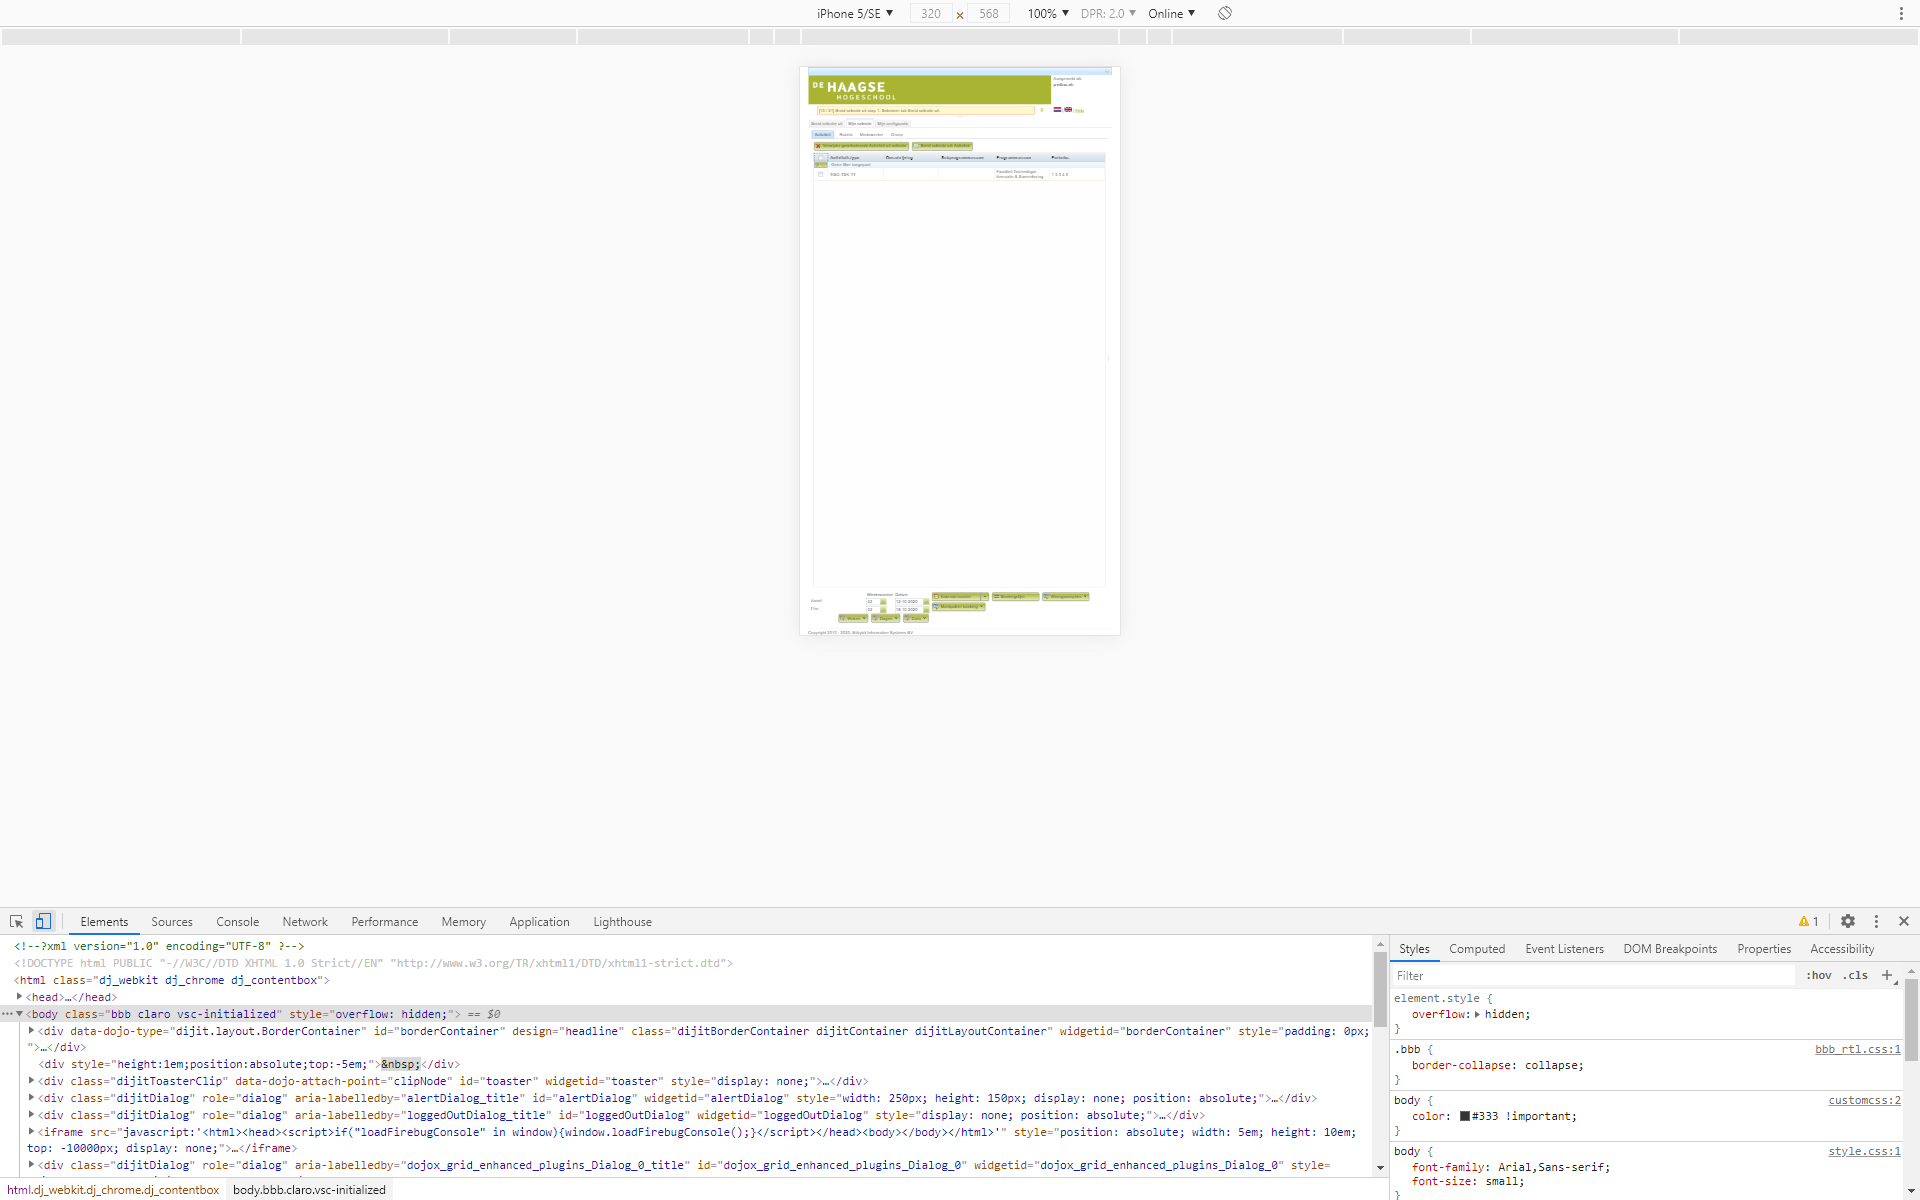 iPhone 5/SE ▼ 320 × 568 100% ▼ DPR: 2.0 ▼ Online ▼
DE HAAGSE
HOGESCHOOL
Copyright 2010 - 2020, Bitspid Information Systems BV
Elements Sources Console Network Performance Memory Application Lighthouse 1
<!--?xml version="1.0" encoding="UTF-8" ?-->
<!DOCTYPE html PUBLIC "-//W3C//DTD XHTML 1.0 Strict//EN" "http://www.w3.org/TR/xhtml1/DTD/xhtml1-strict.dtd">
<html class="dj_webkit dj_chrome dj_contentbox">
<head>…</head>
<body class="bbb claro vsc-initialized" style="overflow: hidden;"> == $0
<div data-dojo-type="dijit.layout.BorderContainer" id="borderContainer" design="headline" class="dijitBorderContainer dijitContainer dijitLayoutContainer" widgetid="borderContainer" style="padding: 0px;
">…</div>
<div style="height:1em;position:absolute;top:-5em;">&nbsp;</div>
<div class="dijitToasterClip" data-dojo-attach-point="clipNode" id="toaster" widgetid="toaster" style="display: none;">…</div>
<div class="dijitDialog" role="dialog" aria-labelledby="alertDialog_title" id="alertDialog" widgetid="alertDialog" style="width: 250px; height: 150px; display: none; position: absolute;">…</div>
<div class="dijitDialog" role="dialog" aria-labelledby="loggedOutDialog_title" id="loggedOutDialog" widgetid="loggedOutDialog" style="display: none; position: absolute;">…</div>
<iframe src="javascript:'<html><head><script>if("loadFirebugConsole" in window){window.loadFirebugConsole();}</script></head><body></body></html>'" style="position: absolute; width: 5em; height: 10em;
top: -10000px; display: none;">…</iframe>
<div class="dijitDialog" role="dialog" aria-labelledby="dojox_grid_enhanced_plugins_Dialog_0_title" id="dojox_grid_enhanced_plugins_Dialog_0" widgetid="dojox_grid_enhanced_plugins_Dialog_0" style=
html.dj_webkit.dj_chrome.dj_contentbox body.bbb.claro.vsc-initialized
Styles Computed Event Listeners DOM Breakpoints Properties Accessibility
Filter :hov .cls +
element.style {
overflow: hidden;
}
.bbb { bbb_rtl.css:1
border-collapse: collapse;
}
body { customcss:2
color: #333 !important;
}
body { style.css:1
font-family: Arial,Sans-serif;
font-size: small;
}